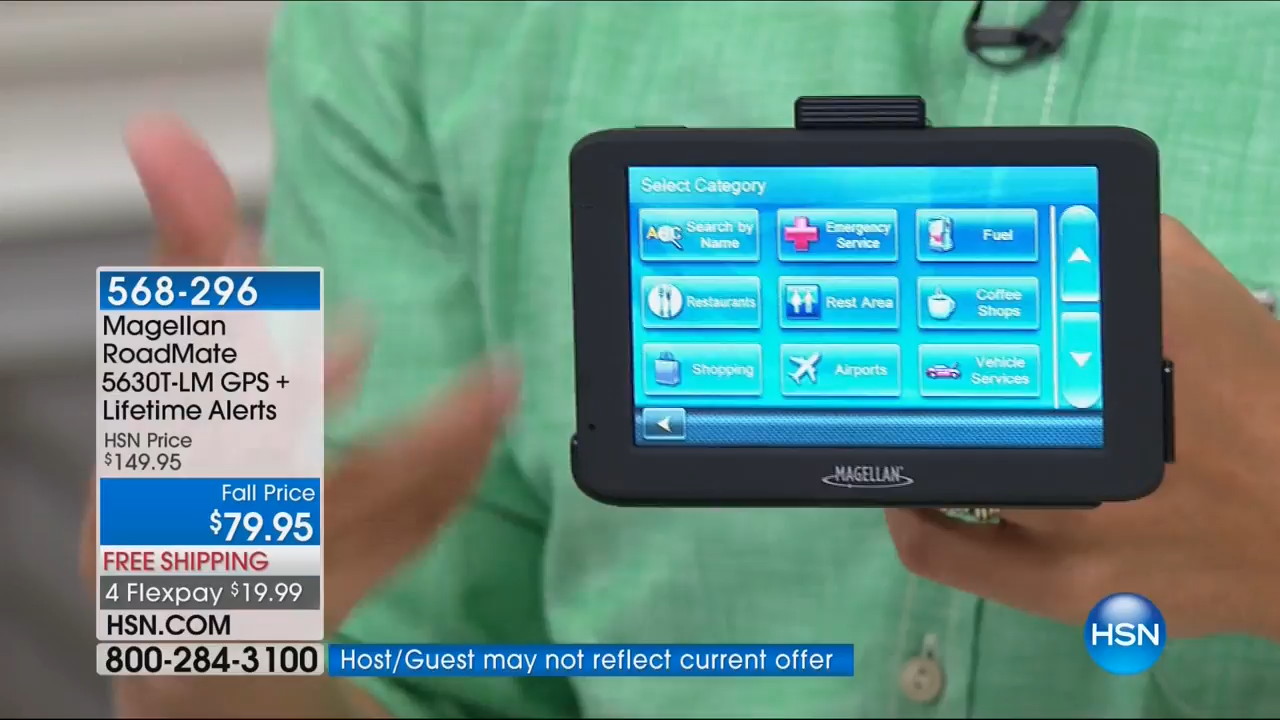 568-296
Magellan
RoadMate
5630T-LM GPS +
Lifetime Alerts
HSN Price
$149.95
Fall Price
$79.95
FREE SHIPPING
4 Flexpay $19.99
HSN.COM
800-284-3100
Host/Guest may not reflect current offer
Select Category
ABC
Search by
Name
Emergency
Service
Fuel
Restaurants
Rest Area
Coffee
Shops
Shopping
Airports
Vehicle
Services
MAGELLAN
HSN